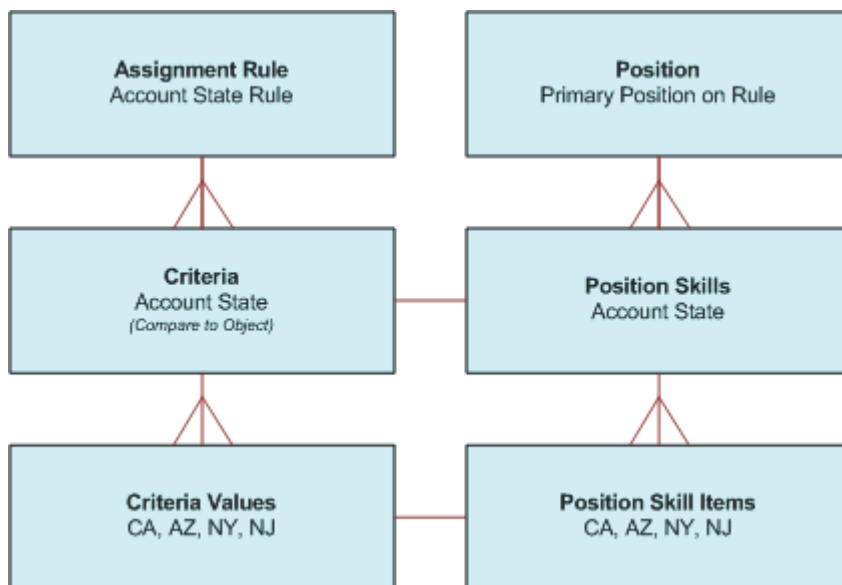 Assignment Rule
Account State Rule
Position
Primary Position on Rule
Criteria
Account State
(Compare to Object)
Position Skills
Account State
Criteria Values
CA, AZ, NY, NJ
Position Skill Items
CA, AZ, NY, NJ